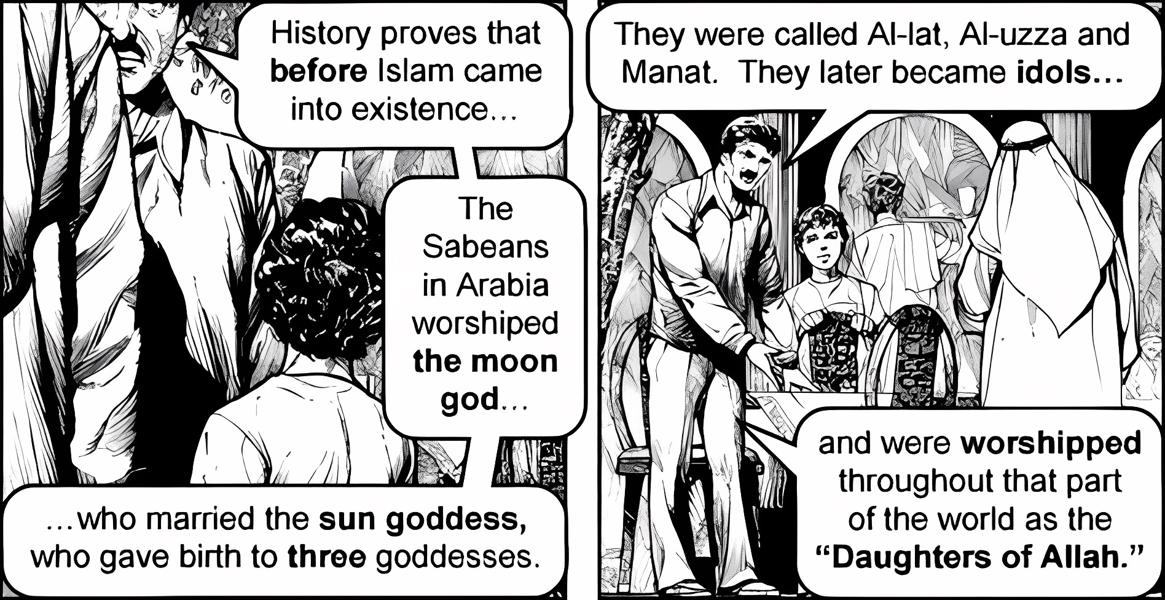 History proves that
before Islam came
into existence...
The
Sabeans
in Arabia
worshiped
the moon
god...
...who married the sun goddess,
who gave birth to three goddesses.
They were called Al-lat, Al-uzza and
Manat. They later became idols...
and were worshipped
throughout that part
of the world as the
“Daughters of Allah.”